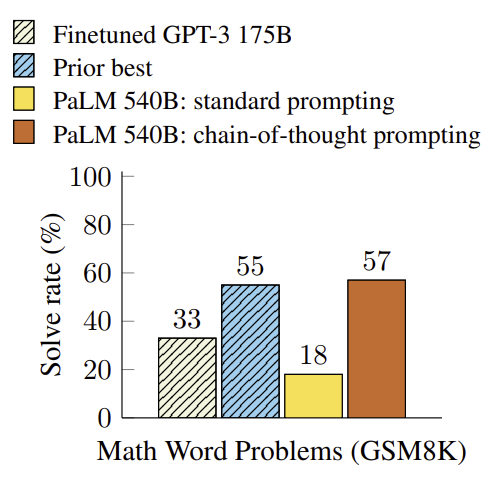 Finetuned GPT-3 175B
Prior best
PaLM 540B: standard prompting
PaLM 540B: chain-of-thought prompting
100
80
60
40
20
0
Solve rate (%)
33
55
18
57
Math Word Problems (GSM8K)